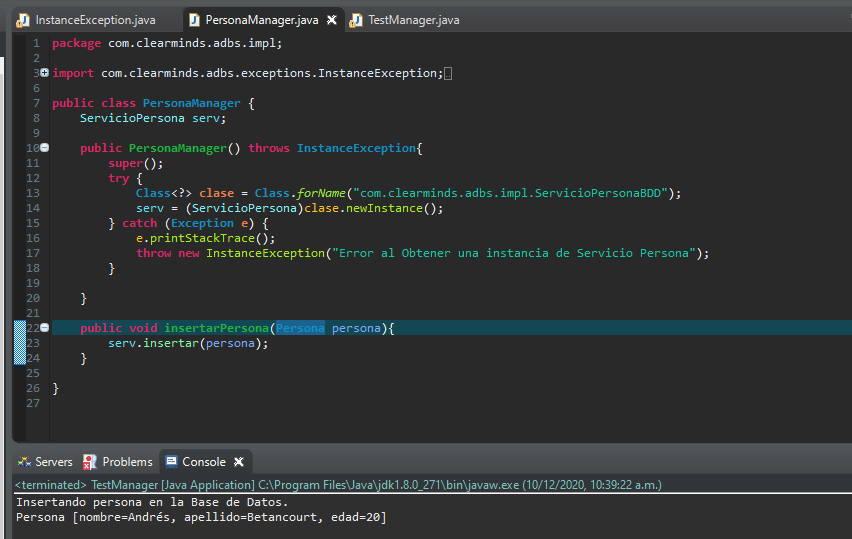 InstanceException.java PersonaManager.java TestManager.java
1 package com.clearminds.adbs.impl;
2
3 import com.clearminds.adbs.exceptions.InstanceException;
6
7 public class PersonaManager {
8 ServicioPersona serv;
9
10 public PersonaManager() throws InstanceException{
11 super();
12 try {
13 Class<?> clase = Class.forName("com.clearminds.adbs.impl.ServicioPersonaBDD");
14 serv = (ServicioPersona)clase.newInstance();
15 } catch (Exception e) {
16 e.printStackTrace();
17 throw new InstanceException("Error al Obtener una instancia de Servicio Persona");
18 }
19
20 }
21
22 public void insertarPersona(Persona persona){
23 serv.insertar(persona);
24 }
25
26 }
27
Servers Problems Console
<terminated> TestManager [Java Application] C:\Program Files\Java\jdk1.8.0_271\bin\javaw.exe (10/12/2020, 10:39:22 a.m.)
Insertando persona en la Base de Datos.
Persona [nombre=Andrés, apellido=Betancourt, edad=20]